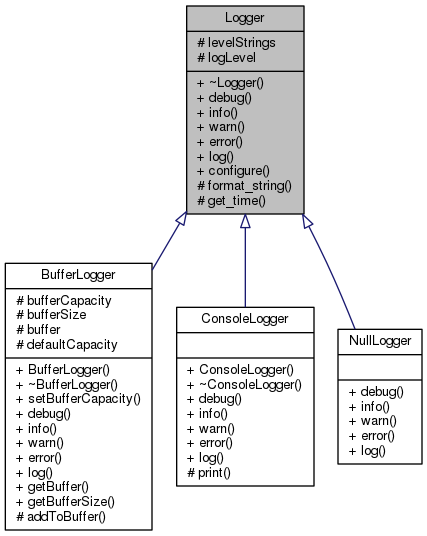 Logger
# levelStrings
# logLevel
+ ~Logger()
+ debug()
+ info()
+ warn()
+ error()
+ log()
+ configure()
# format_string()
# get_time()
BufferLogger
# bufferCapacity
# bufferSize
# buffer
# defaultCapacity
+ BufferLogger()
+ ~BufferLogger()
+ setBufferCapacity()
+ debug()
+ info()
+ warn()
+ error()
+ log()
+ getBuffer()
+ getBufferSize()
# addToBuffer()
ConsoleLogger
+ ConsoleLogger()
+ ~ConsoleLogger()
+ debug()
+ info()
+ warn()
+ error()
+ log()
# print()
NullLogger
+ debug()
+ info()
+ warn()
+ error()
+ log()